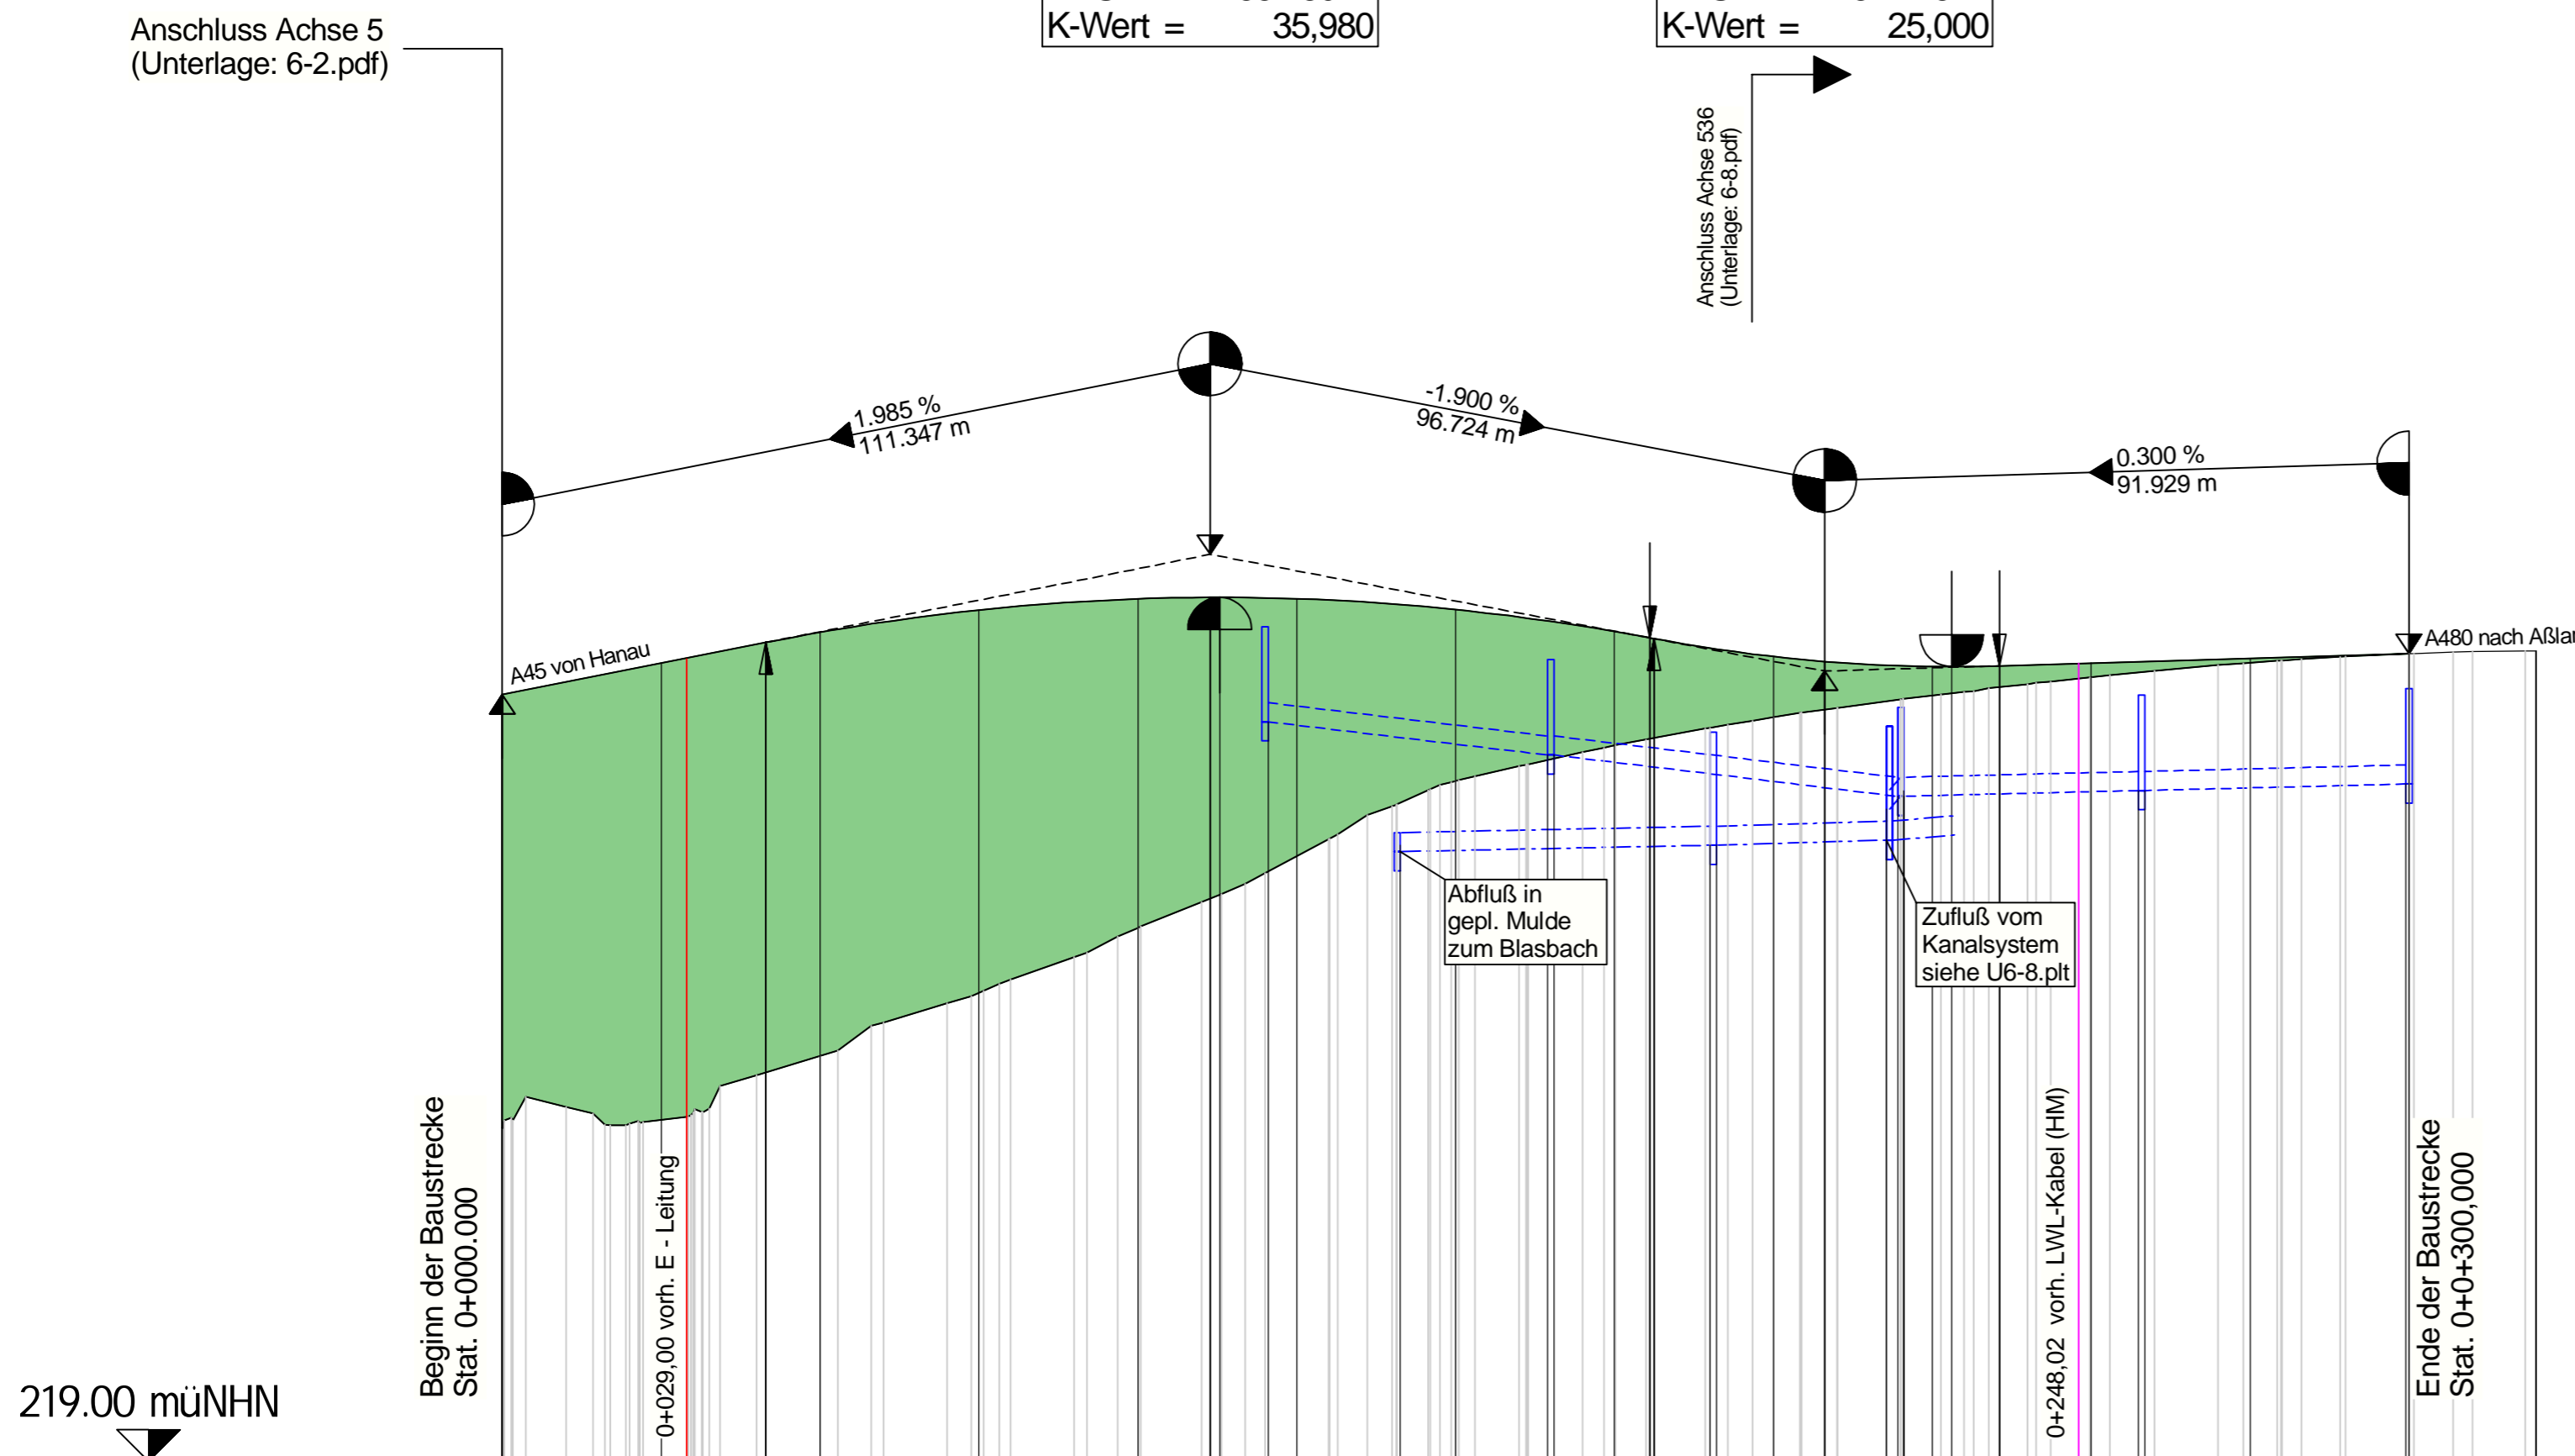 Anschluss Achse 5
(Unterlage: 6-2.pdf)
K-Wert = 35,980
K-Wert = 25,000
Anschluss Achse 536
(Unterlage: 6-8.pdf)
1.985 %
111.347 m
-1.900 %
96.724 m
0.300 %
91.929 m
A45 von Hanau
A480 nach Aßlar
Abfluß in
gepl. Mulde
zum Blasbach
Zufluß vom
Kanalsystem
siehe U6-8.plt
Beginn der Baustrecke
Stat. 0+000.000
0+029,00 vorh. E - Leitung
0+248,02 vorh. LWL-Kabel (HM)
Ende der Baustrecke
Stat. 0+0+300,000
219.00 müNHN